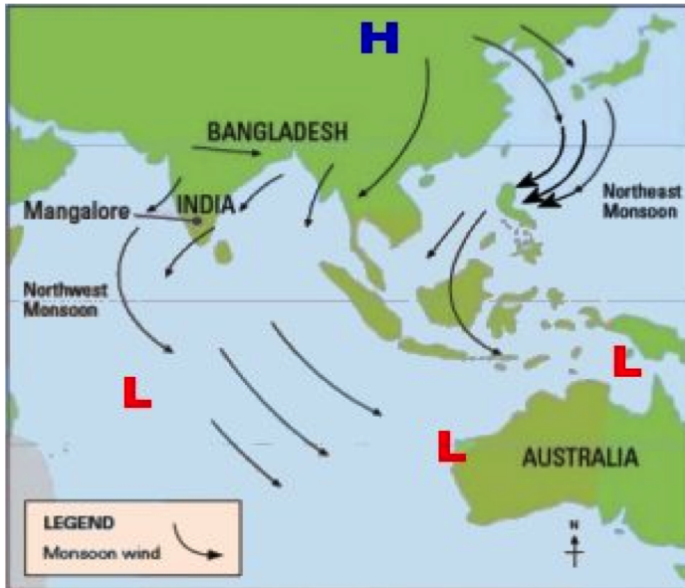 H
BANGLADESH
Northeast
Monsoon
INDIA
Mangalore
Northwest
Monsoon
L
L
L
AUSTRALIA
LEGEND
Monsoon wind
N